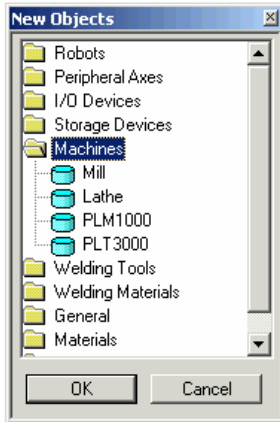 New Objects
Robots
Peripheral Axes
I/O Devices
Storage Devices
Machines
Mill
Lathe
PLM1000
PLT3000
Welding Tools
Welding Materials
General
Materials
OK Cancel